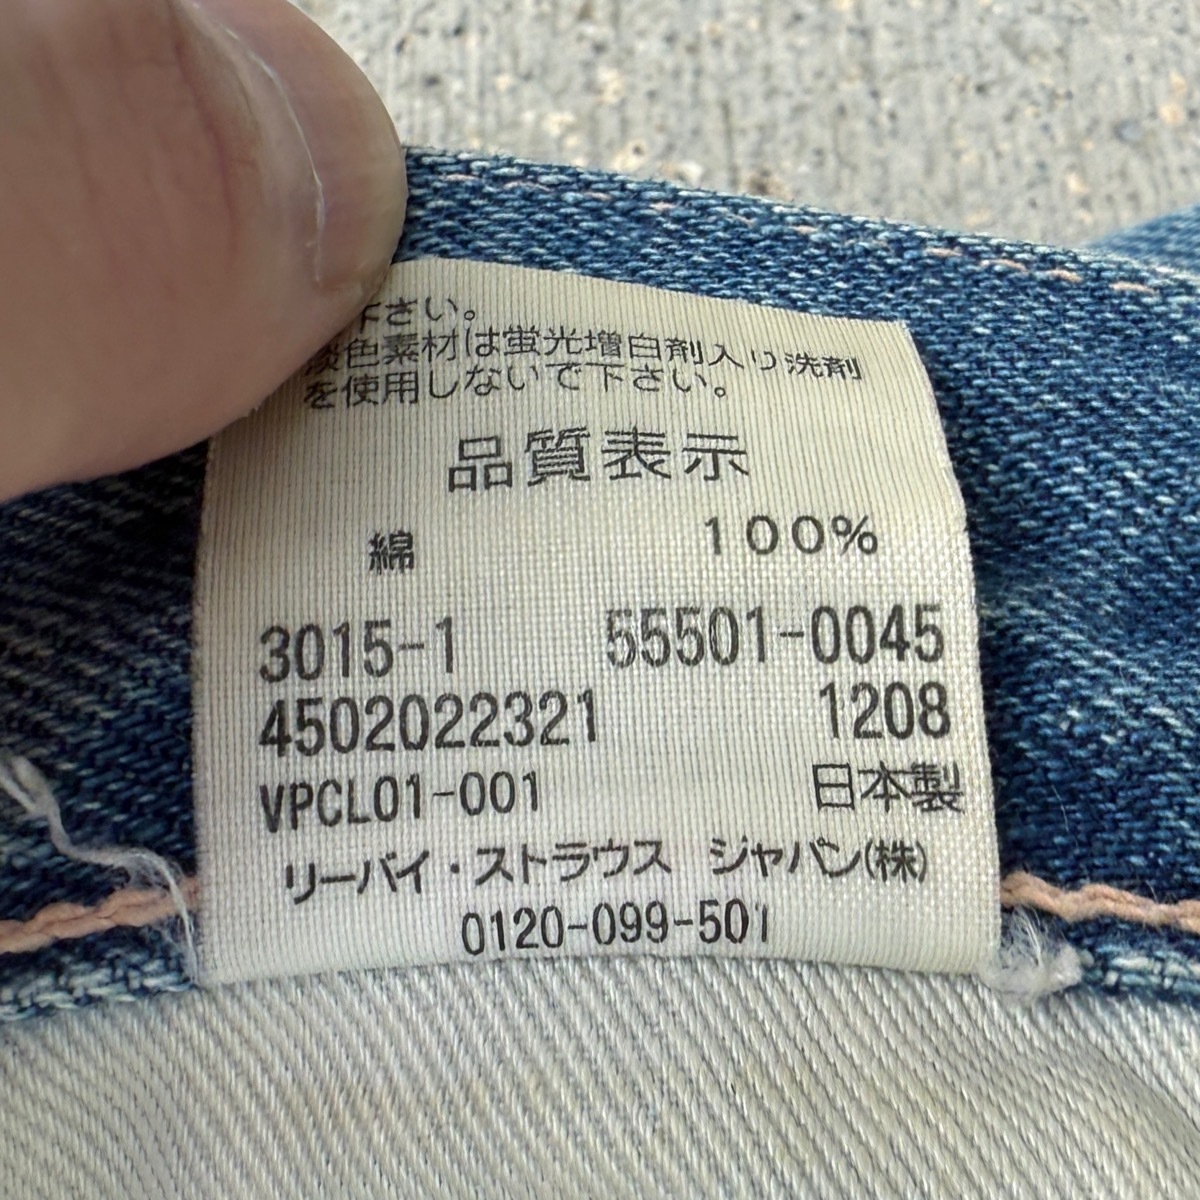 下さい。
淡色素材は蛍光増白剤入り洗剤
を使用しないで下さい。
品質表示
綿 100%
3015-1 55501-0045
4502022321 1208
VPCL01-001 日本製
リーバイ・ストラウス ジャパン(株)
0120-099-501